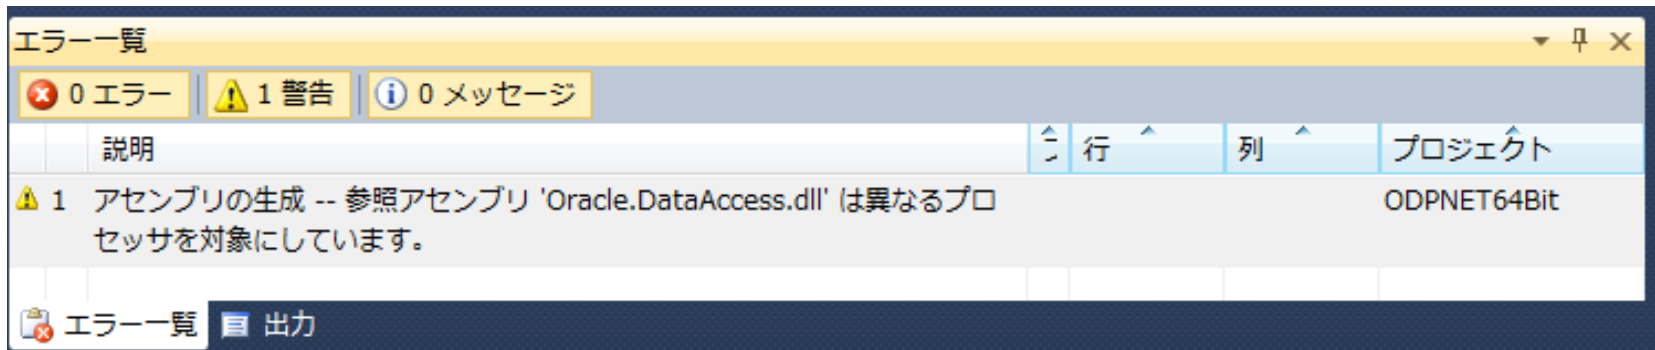 エラー一覧
0 エラー 1 警告 0 メッセージ
説明 行 列 プロジェクト
1 アセンブリの生成 -- 参照アセンブリ 'Oracle.DataAccess.dll' は異なるプロ ODPNET64Bit
セッサを対象にしています。
エラー一覧 出力